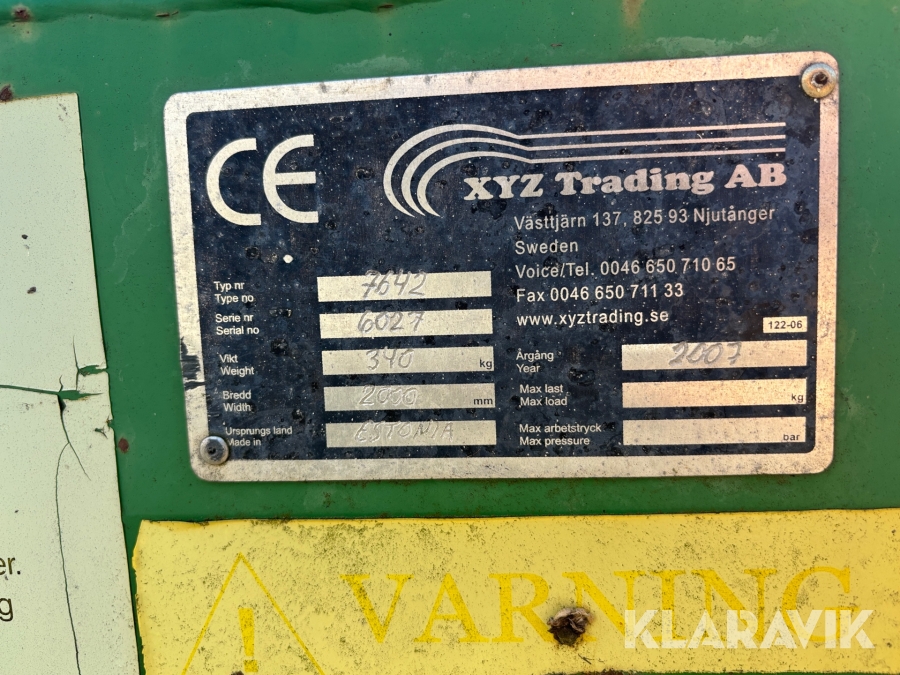 er.
g
CE
XYZ Trading AB
Västtjärn 137, 825 93 Njutånger
Sweden
Voice/Tel. 0046 650 710 65
Fax 0046 650 711 33
www.xyztrading.se
122-06
Typ nr
Type no
7642
Serie nr
Serial no
6027
Vikt
Weight
340 kg
Bredd
Width
2000 mm
Ursprungs land
Made in
ESTONIA
Årgång
Year
2007
Max last
Max load
kg
Max arbetstryck
Max pressure
bar
! VARNING
KLARAVIK